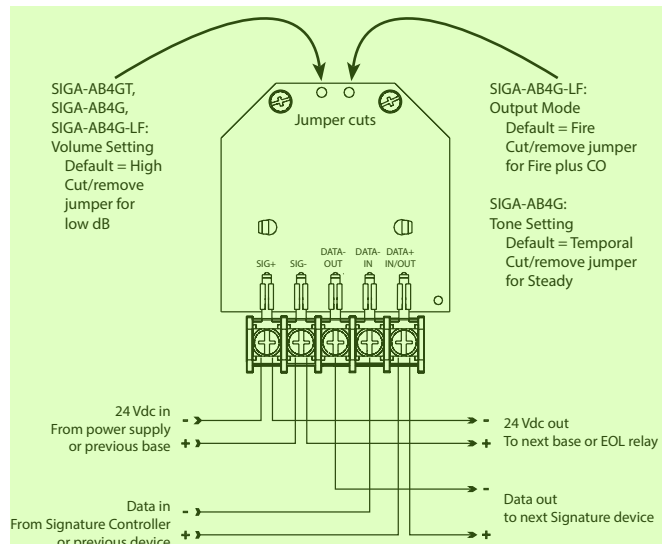 SIGA-AB4GT,
SIGA-AB4G,
SIGA-AB4G-LF:
Volume Setting
Default = High
Cut/remove
jumper for
low dB
Jumper cuts
SIGA-AB4G-LF:
Output Mode
Default = Fire
Cut/remove jumper
for Fire plus CO
SIGA-AB4G:
Tone Setting
Default = Temporal
Cut/remove jumper
for Steady
SIG+
SIG-
DATA-
OUT
DATA-
IN
DATA+
IN/OUT
24 Vdc in
From power supply
or previous base
-
+
-
+
24 Vdc out
To next base or EOL relay
Data in
From Signature Controller
or previous device
-
+
-
+
Data out
to next Signature device